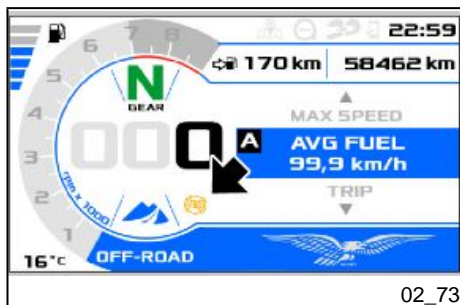 22:59
170 km 58462 km
8
7
6
5
4
3
2
1
rpm x 1000
N
GEAR
000
A
MAX SPEED
AVG FUEL
99,9 km/h
TRIP
16°C OFF-ROAD
02_73